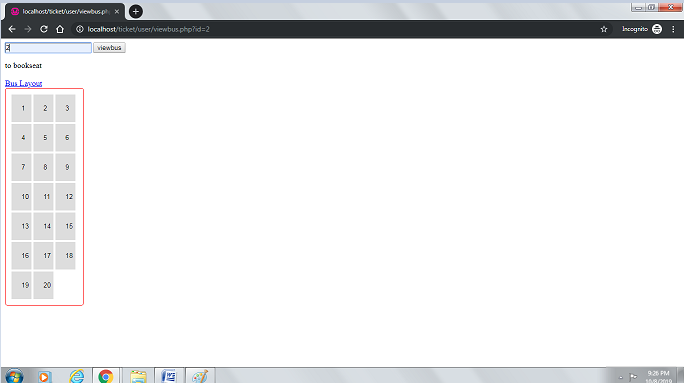 localhost/ticket/user/viewbus.ph
localhost/ticket/user/viewbus.php?id=2
Incognito
2
viewbus
to bookseat
Bus Layout
1 2 3
4 5 6
7 8 9
10 11 12
13 14 15
16 17 18
19 20
9:26 PM
10/8/2019